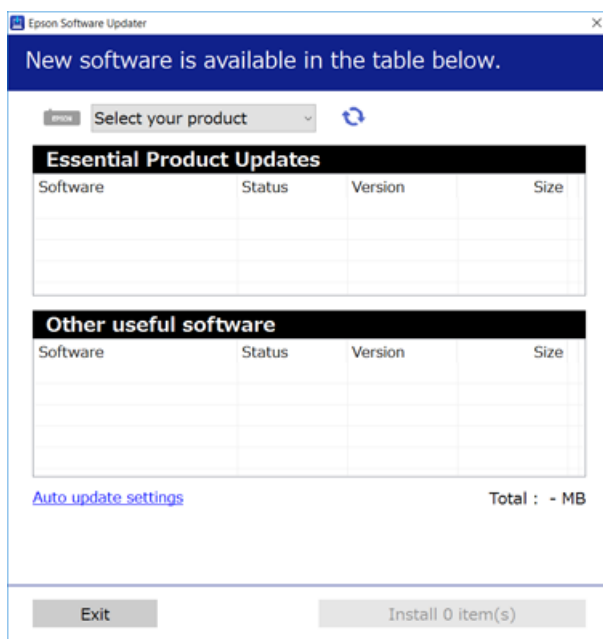 Epson Software Updater
New software is available in the table below.
EPSON Select your product
Essential Product Updates
Software Status Version Size
Other useful software
Software Status Version Size
Auto update settings Total : - MB
Exit Install 0 item(s)